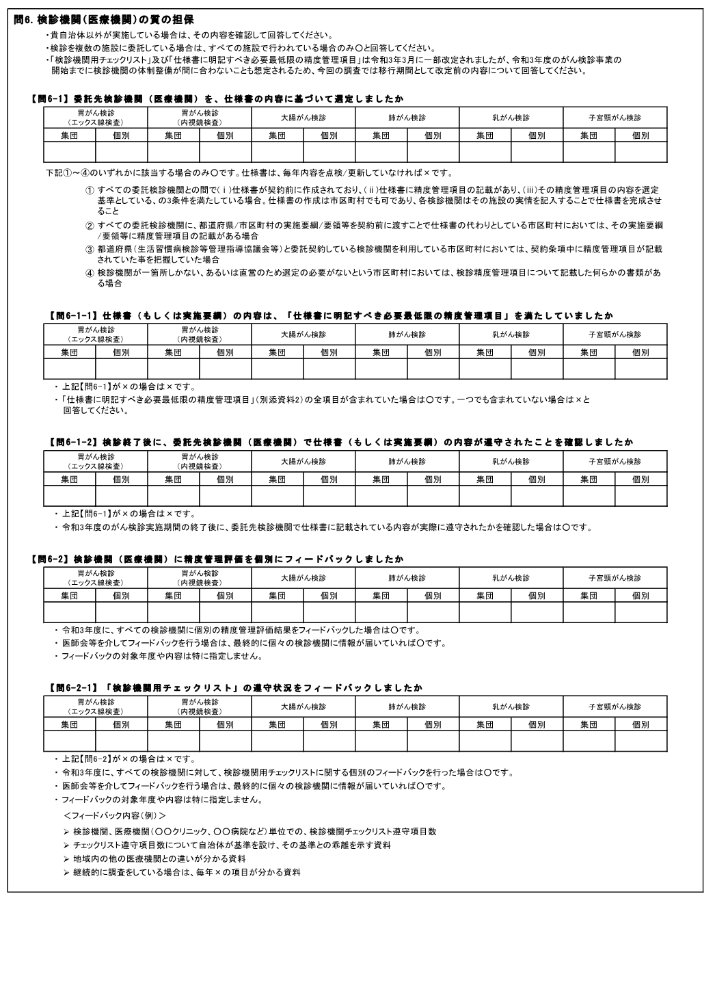 問6. 検診機関(医療機関)の質の担保
・貴自治体以外が実施している場合は、その内容を確認して回答してください。
・検診を複数の施設に委託している場合は、すべての施設で行われている場合のみ〇と回答してください。
・「検診機関用チェックリスト」及び「仕様書に明記すべき必要最低限の精度管理項目」は令和3年3月に一部改定されましたが、令和3年度のがん検診事業の
開始までに検診機関の体制整備が間に合わないことも想定されるため、今回の調査では移行期間として改定前の内容について回答してください。
【問6-1】委託先検診機関（医療機関）を、仕様書の内容に基づいて選定しましたか
胃がん検診 胃がん検診 大腸がん検診 肺がん検診 乳がん検診 子宮頸がん検診
（エックス線検査） （内視鏡検査）
集団 個別 集団 個別 集団 個別 集団 個別 集団 個別 集団 個別
下記①～④のいずれかに該当する場合のみ〇です。仕様書は、毎年内容を点検/更新していなければ×です。
① すべての委託検診機関との間で(ⅰ)仕様書が契約前に作成されており、(ⅱ)仕様書に精度管理項目の記載があり、(ⅲ)その精度管理項目の内容を選定
基準としている、の3条件を満たしている場合。仕様書の作成は市区町村でも可であり、各検診機関はその施設の実情を記入することで仕様書を完成させ
ること
② すべての委託検診機関に、都道府県/市区町村の実施要綱/要領等を契約前に渡すことで仕様書の代わりとしている市区町村においては、その実施要綱
/要領等に精度管理項目の記載がある場合
③ 都道府県（生活習慣病検診等管理指導協議会等）と委託契約している検診機関を利用している市区町村においては、契約条項中に精度管理項目が記載
されていた事を把握していた場合
④ 検診機関が一箇所しかない、あるいは直営のため選定の必要がないという市区町村においては、検診精度管理項目について記載した何らかの書類があ
る場合
【問6-1-1】仕様書（もしくは実施要綱）の内容は、「仕様書に明記すべき必要最低限の精度管理項目」を満たしていましたか
胃がん検診 胃がん検診 大腸がん検診 肺がん検診 乳がん検診 子宮頸がん検診
（エックス線検査） （内視鏡検査）
集団 個別 集団 個別 集団 個別 集団 個別 集団 個別 集団 個別
・ 上記【問6-1】が×の場合は×です。
・「仕様書に明記すべき必要最低限の精度管理項目」（別添資料2）の全項目が含まれていた場合は〇です。一つでも含まれていない場合は×と
回答してください。
【問6-1-2】検診終了後に、委託先検診機関（医療機関）で仕様書（もしくは実施要綱）の内容が遵守されたことを確認しましたか
胃がん検診 胃がん検診 大腸がん検診 肺がん検診 乳がん検診 子宮頸がん検診
（エックス線検査） （内視鏡検査）
集団 個別 集団 個別 集団 個別 集団 個別 集団 個別 集団 個別
・ 上記【問6-1】が×の場合は×です。
・ 令和3年度のがん検診実施期間の終了後に、委託先検診機関で仕様書に記載されている内容が実際に遵守されたかを確認した場合は〇です。
【問6-2】検診機関（医療機関）に精度管理評価を個別にフィードバックしましたか
胃がん検診 胃がん検診 大腸がん検診 肺がん検診 乳がん検診 子宮頸がん検診
（エックス線検査） （内視鏡検査）
集団 個別 集団 個別 集団 個別 集団 個別 集団 個別 集団 個別
・ 令和3年度に、すべての検診機関に個別の精度管理評価結果をフィードバックした場合は〇です。
・ 医師会等を介してフィードバックを行う場合は、最終的に個々の検診機関に情報が届いていれば〇です。
・ フィードバックの対象年度や内容は特に指定しません。
【問6-2-1】「検診機関用チェックリスト」の遵守状況をフィードバックしましたか
胃がん検診 胃がん検診 大腸がん検診 肺がん検診 乳がん検診 子宮頸がん検診
（エックス線検査） （内視鏡検査）
集団 個別 集団 個別 集団 個別 集団 個別 集団 個別 集団 個別
・ 上記【問6-2】が×の場合は×です。
・ 令和3年度に、すべての検診機関に対して、検診機関用チェックリストに関する個別のフィードバックを行った場合は〇です。
・ 医師会等を介してフィードバックを行う場合は、最終的に個々の検診機関に情報が届いていれば〇です。
・ フィードバックの対象年度や内容は特に指定しません。
＜フィードバック内容（例）＞
➢ 検診機関、医療機関（〇〇クリニック、〇〇病院など）単位での、検診機関チェックリスト遵守項目数
➢ チェックリスト遵守項目数について自治体が基準を設け、その基準との乖離を示す資料
➢ 地域内の他の医療機関との違いが分かる資料
➢ 継続的に調査をしている場合は、毎年×の項目が分かる資料